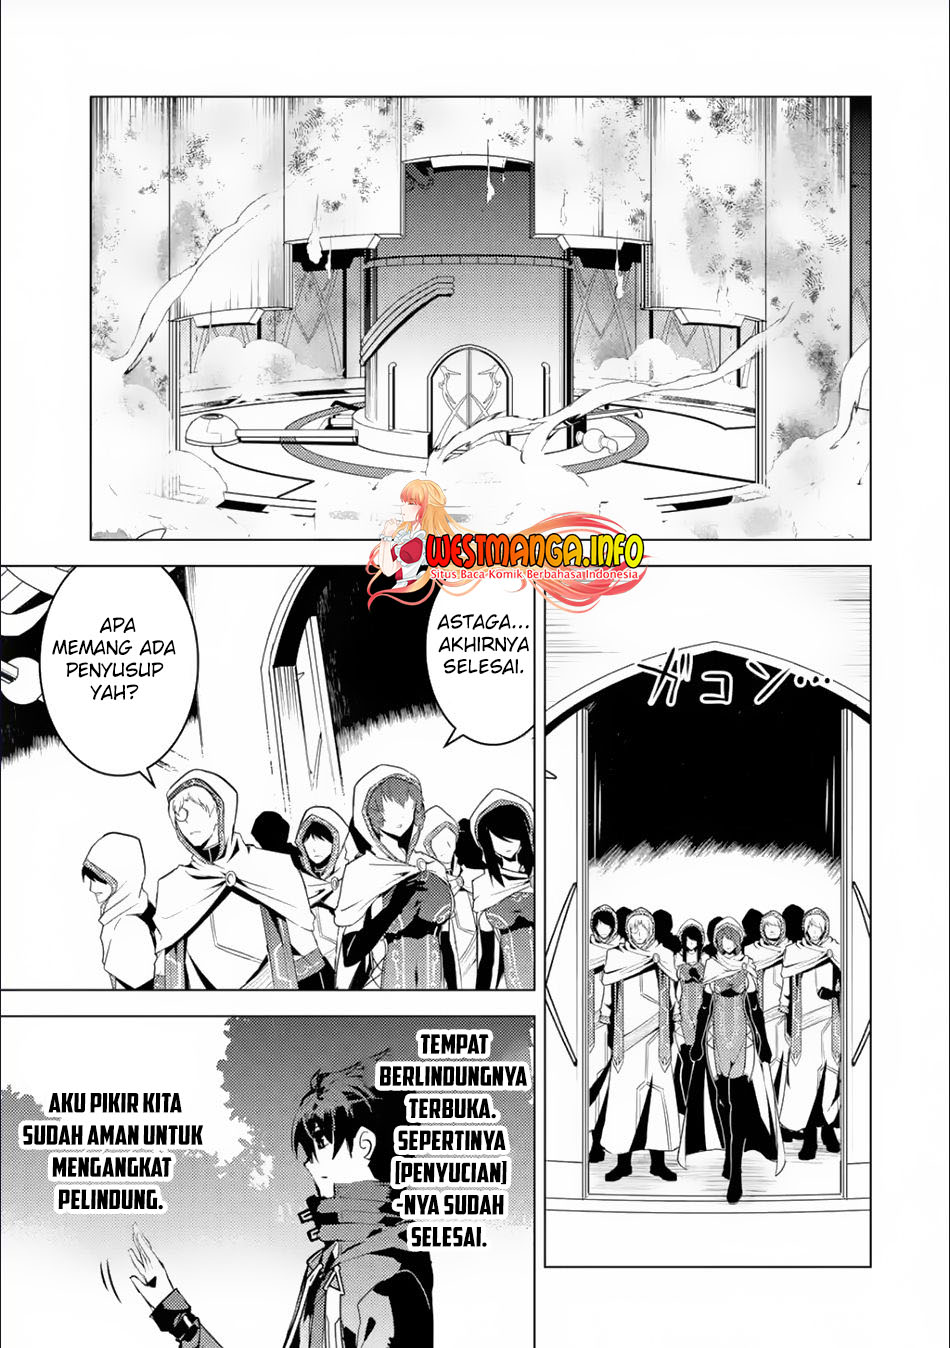 WESTMANGA.INFO
Situs Baca Komik Berbahasa Indonesia
ガコン…
ASTAGA...
AKHIRNYA
SELESAI.
APA
MEMANG ADA
PENYUSUP
YAH?
TEMPAT
BERLINDUNGNYA
TERBUKA.
SEPERTINYA
[PENYUCIAN]
-NYA SUDAH
SELESAI.
AKU PIKIR KITA
SUDAH AMAN UNTUK
MENGANGKAT
PELINDUNG.